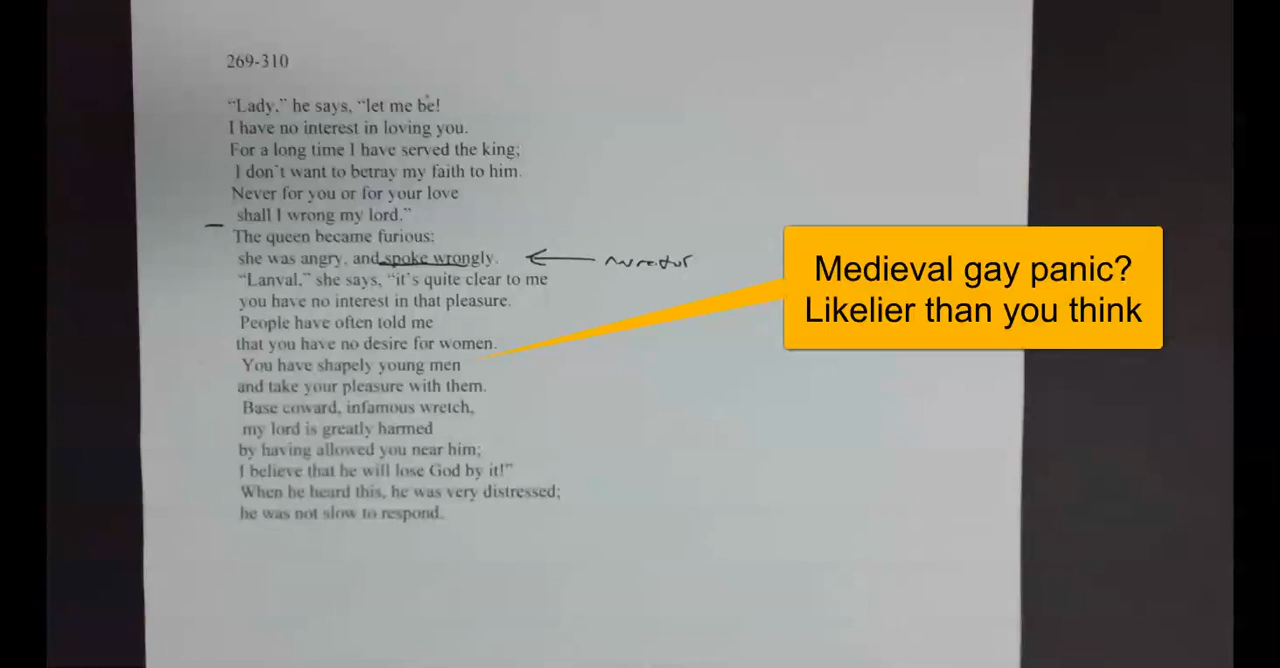 269-310
“Lady,” he says, “let me be!
I have no interest in loving you.
For a long time I have served the king;
I don’t want to betray my faith to him.
Never for you or for your love
shall I wrong my lord.”
The queen became furious;
she was angry, and spoke wrongly. narrator
“Lanval,” she says, “it’s quite clear to me
you have no interest in that pleasure.
People have often told me
that you have no desire for women.
You have shapely young men
and take your pleasure with them.
Base coward, infamous wretch,
my lord is greatly harmed
by having allowed you near him;
I believe that he will lose God by it!”
When he heard this, he was very distressed;
he was not slow to respond.
Medieval gay panic?
Likelier than you think